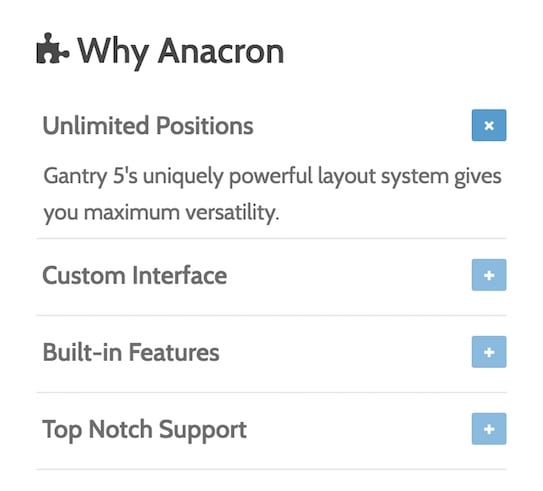 Why Anacron
Unlimited Positions
Gantry 5's uniquely powerful layout system gives
you maximum versatility.
Custom Interface
Built-in Features
Top Notch Support